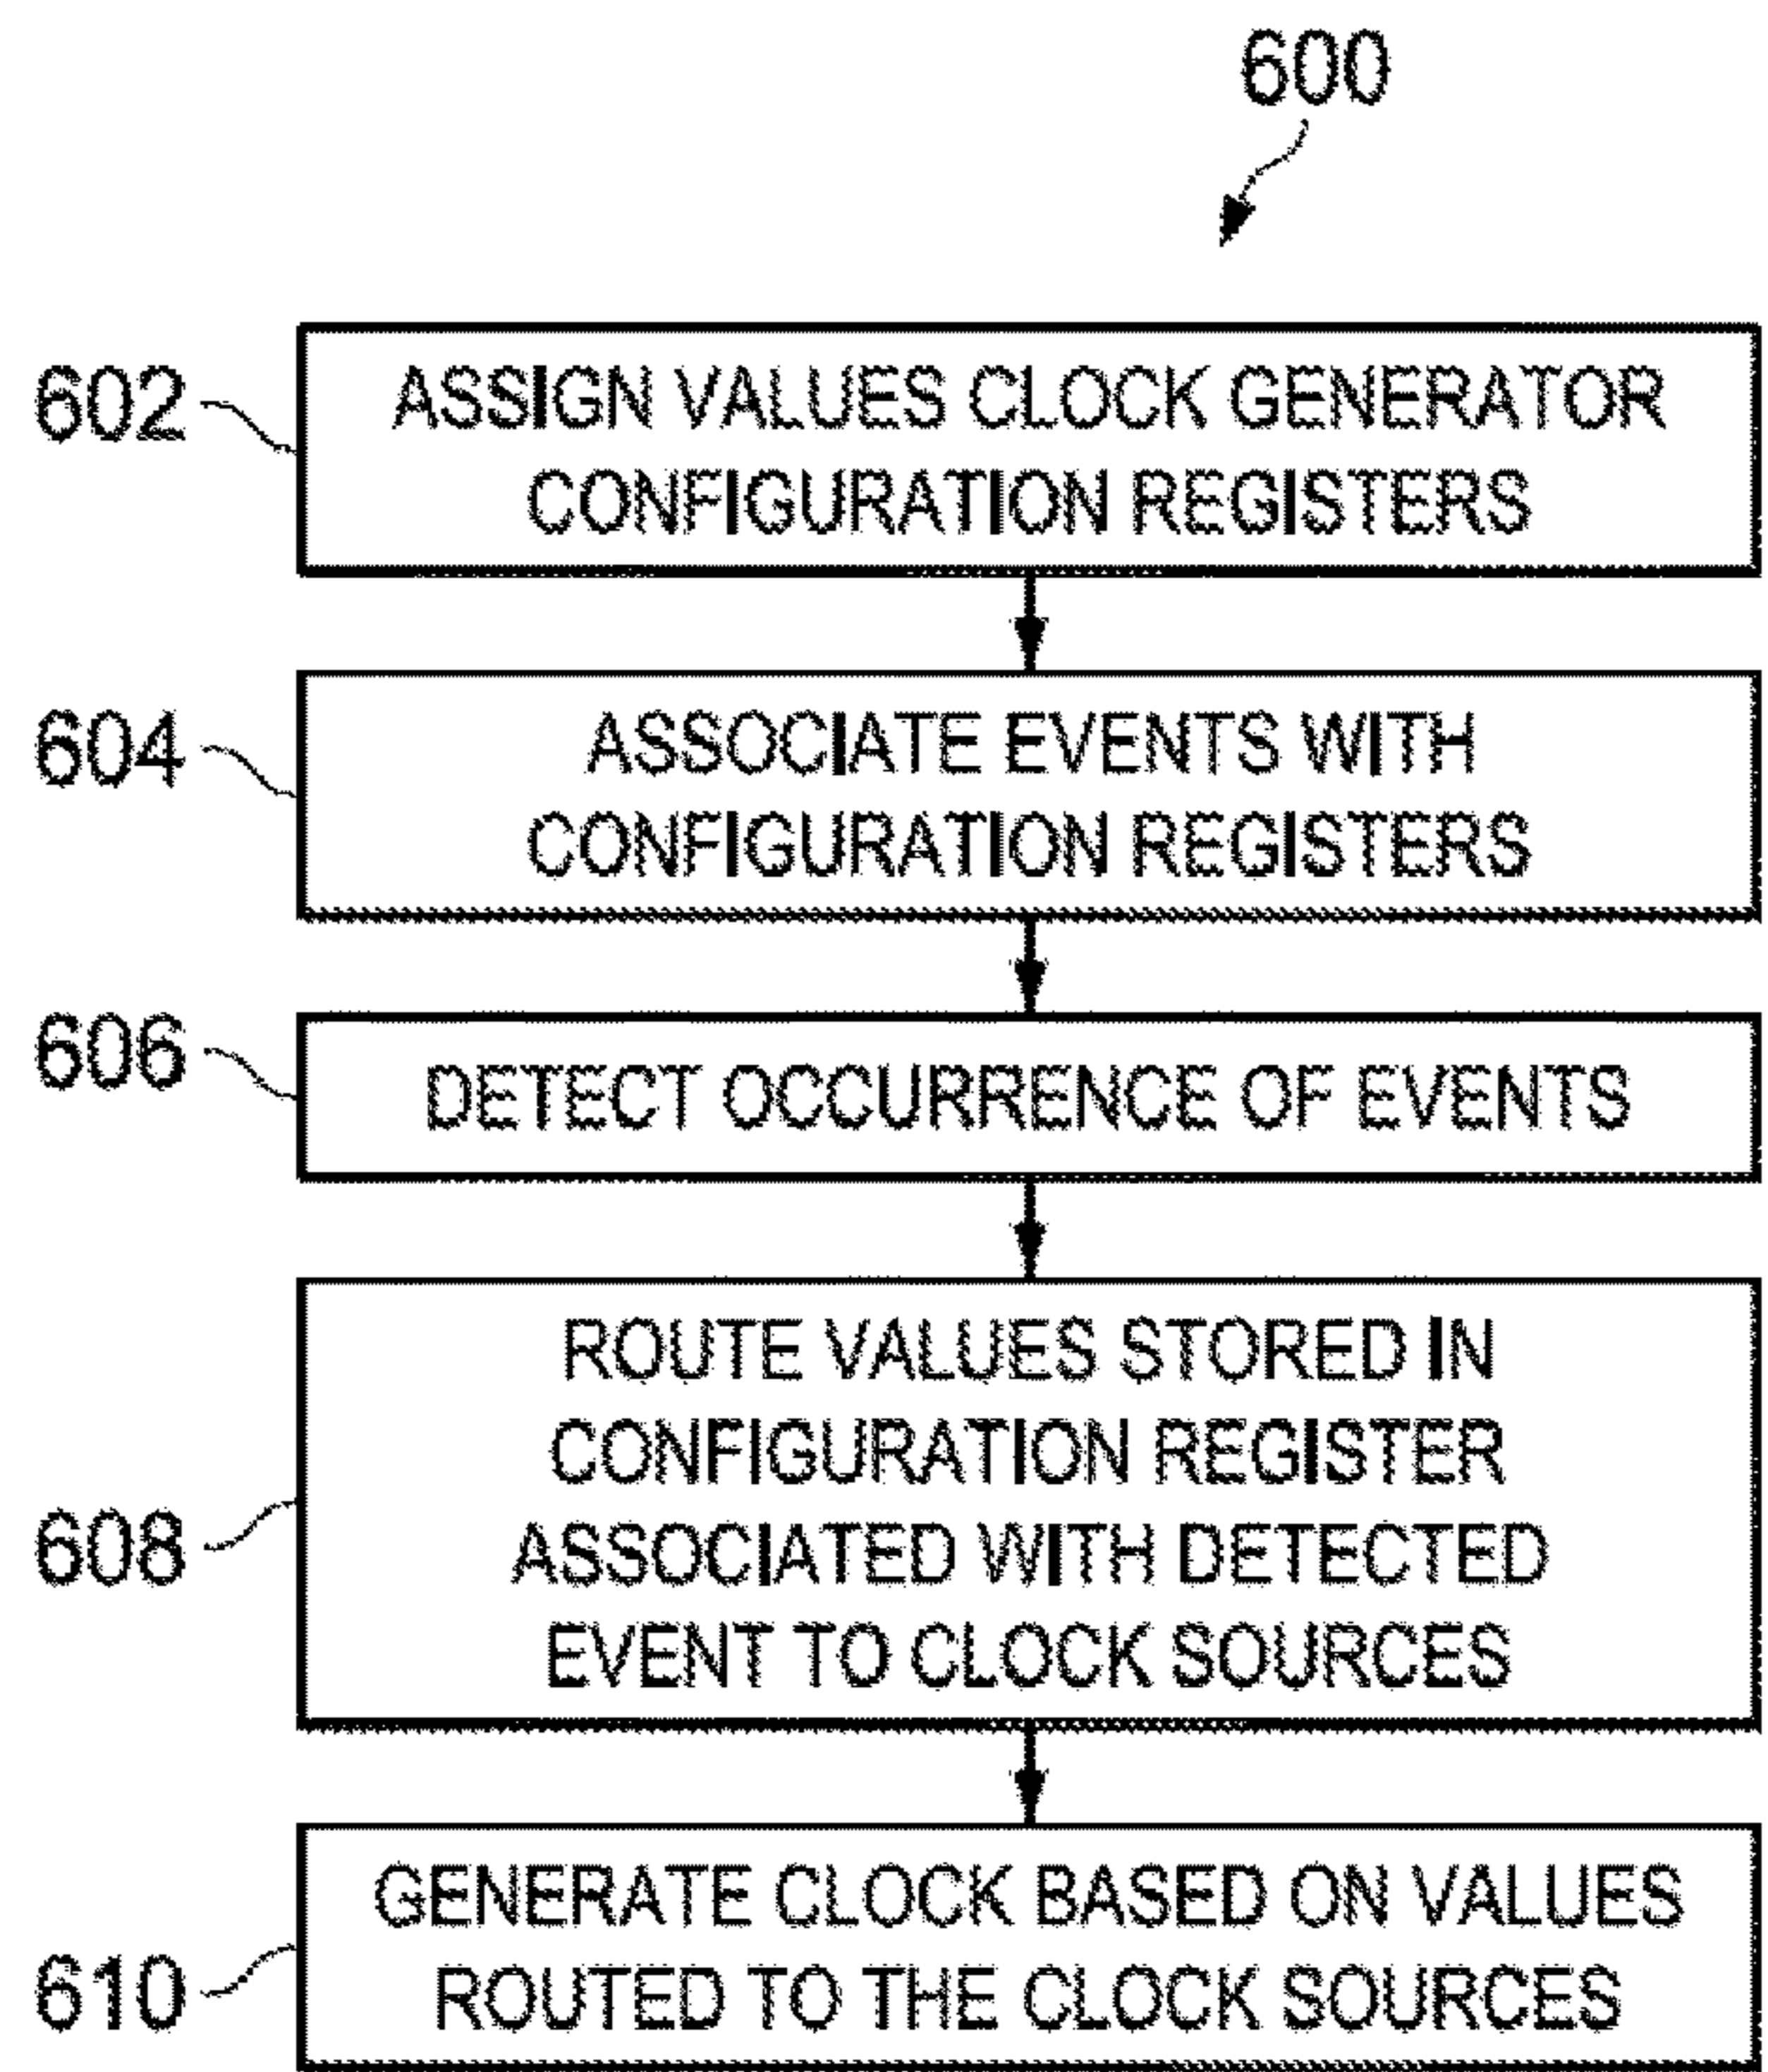 600
602
ASSIGN VALUES CLOCK GENERATOR
CONFIGURATION REGISTERS
604
ASSOCIATE EVENTS WITH
CONFIGURATION REGISTERS
606
DETECT OCCURRENCE OF EVENTS
608
ROUTE VALUES STORED IN
CONFIGURATION REGISTER
ASSOCIATED WITH DETECTED
EVENT TO CLOCK SOURCES
610
GENERATE CLOCK BASED ON VALUES
ROUTED TO THE CLOCK SOURCES